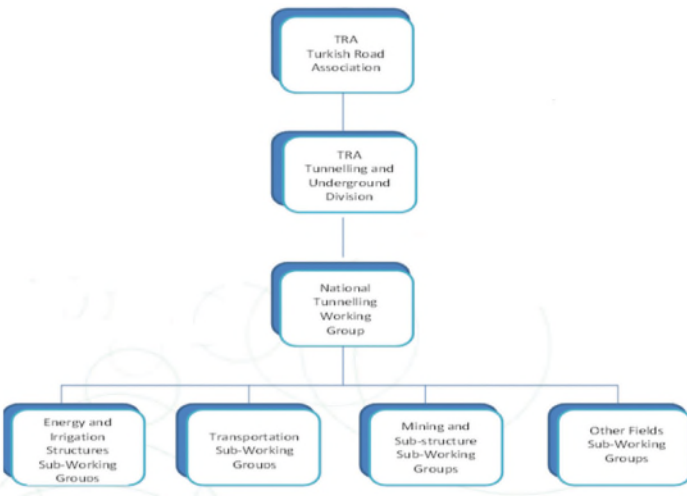 TRA
Turkish Road
Association
TRA
Tunnelling and
Underground
Division
National
Tunnelling
Working
Group
Energy and
Irrigation
Structures
Sub-Working
Groups
Transportation
Sub-Working
Groups
Mining and
Sub-structure
Sub-Working
Groups
Other Fields
Sub-Working
Groups